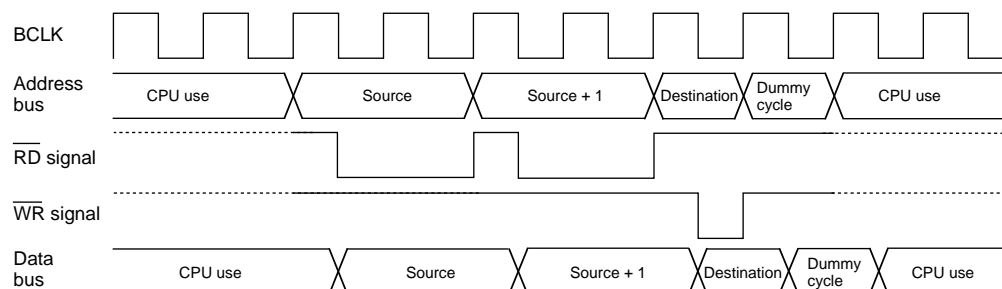 BCLK
Address
bus
CPU use
Source
Source + 1
Destination
Dummy
cycle
CPU use
RD signal
WR signal
Data
bus
CPU use
Source
Source + 1
Destination
Dummy
cycle
CPU use